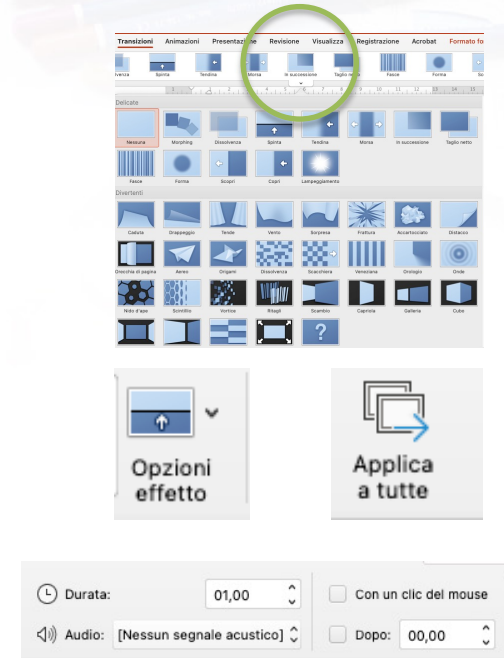 Transizioni Animazioni Presentazione Revisione Visualizza Registrazione Acrobat Formato fo
lvenza Spinta Tendina Morsa In successione Taglio netto Fasce Forma Sc
Delicate
Nessuna Morphing Dissolvenza Spinta Tendina Morsa In successione Taglio netto
Fasce Forma Scopri Copri Lampeggiamento
Divertenti
Caduta Drappeggio Tende Vento Sorpresa Frattura Accartocciato Distacco
Orecchia di pagina Aereo Origami Dissolvenza Scacchiera Veneziana Orologio Onde
Nido d'ape Scintillio Vortice Ritagli Scambio Capriola Galleria Cubo
Opzioni
effetto
Applica
a tutte
Durata: 01,00 Con un clic del mouse
Audio: [Nessun segnale acustico] Dopo: 00,00